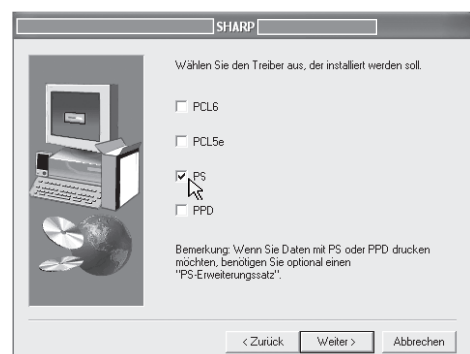 SHARP
Wählen Sie den Treiber aus, der installiert werden soll.
PCL6
PCL5e
PS
PPD
Bemerkung: Wenn Sie Daten mit PS oder PPD drucken
möchten, benötigen Sie optional einen
"PS-Erweiterungssatz".
< Zurück
Weiter >
Abbrechen